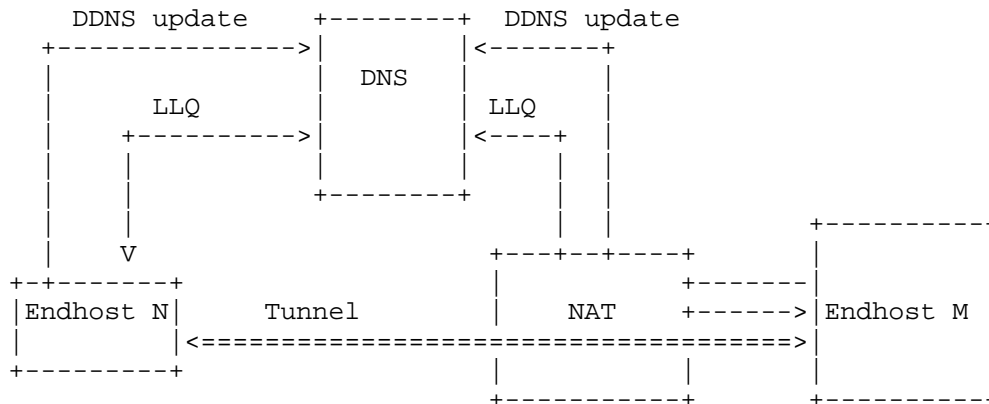 DDNS update DDNS update
DNS
LLQ LLQ
V
Endhost N Tunnel NAT Endhost M